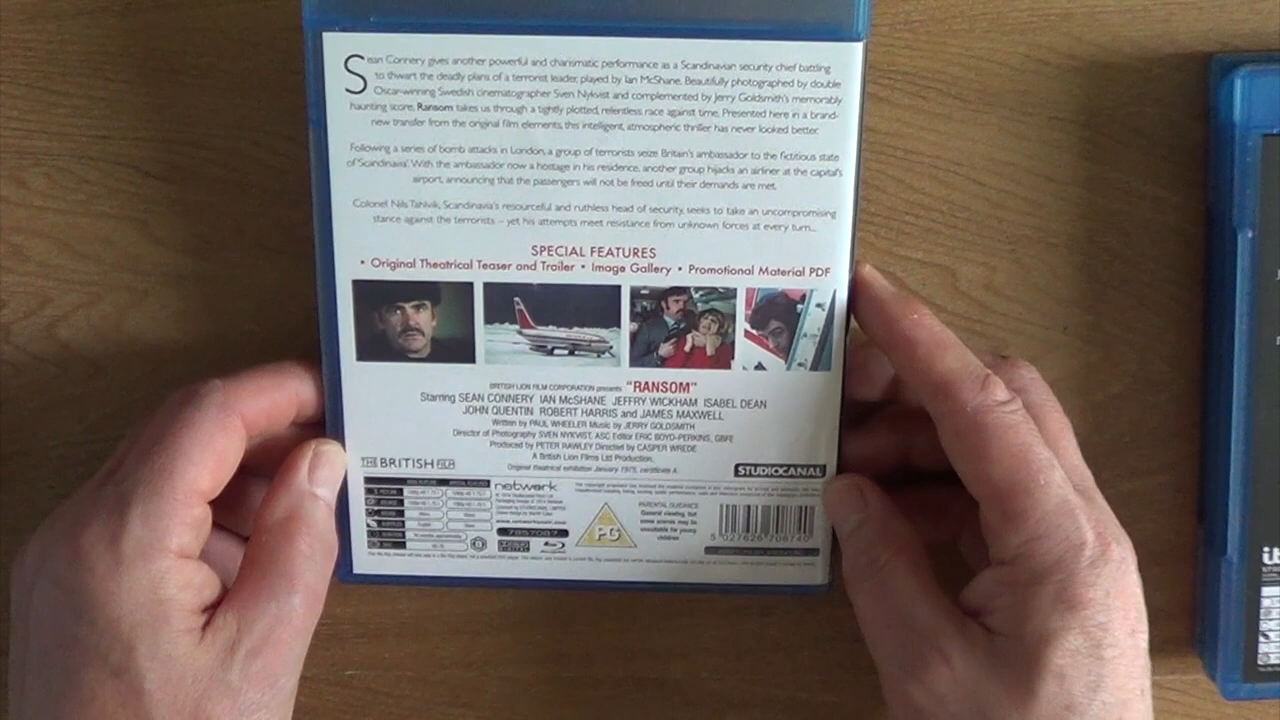 Sean Connery gives another powerful and charismatic performance as a Scandinavian security chief battling
to thwart the deadly plans of a terrorist leader, played by Ian McShane. Beautifully photographed by double
Oscar-winning Swedish cinematographer Sven Nykvist and complemented by Jerry Goldsmith's memorably
haunting score, Ransom takes us through a tightly plotted, relentless race against time. Presented here in a brand-
new transfer from the original film elements, this intelligent, atmospheric thriller has never looked better.
Following a series of bomb attacks in London, a group of terrorists seize Britain's ambassador to the fictitious state
of 'Scandinavia'. With the ambassador now a hostage in his residence, another group hijacks an airliner at the capital's
airport, announcing that the passengers will not be freed until their demands are met.
Colonel Nils Tahlvik, Scandinavia's resourceful and ruthless head of security, seeks to take an uncompromising
stance against the terrorists – yet his attempts meet resistance from unknown forces at every turn...
SPECIAL FEATURES
• Original Theatrical Teaser and Trailer • Image Gallery • Promotional Material PDF
BRITISH LION FILM CORPORATION presents "RANSOM"
Starring SEAN CONNERY IAN McSHANE JEFFRY WICKHAM ISABEL DEAN
JOHN QUENTIN ROBERT HARRIS and JAMES MAXWELL
Written by PAUL WHEELER Music by JERRY GOLDSMITH
Director of Photography SVEN NYKVIST, ASC Editor ERIC BOYD-PERKINS, GBFE
Produced by PETER RAWLEY Directed by CASPER WREDE
A British Lion Films Ltd Production.
Original theatrical exhibition January 1975, certificate A
THE BRITISH FILM
STUDIOCANAL
network
7957087
PG
PARENTAL GUIDANCE
General viewing, but
some scenes may be
unsuitable for young
children
5 027626 708740